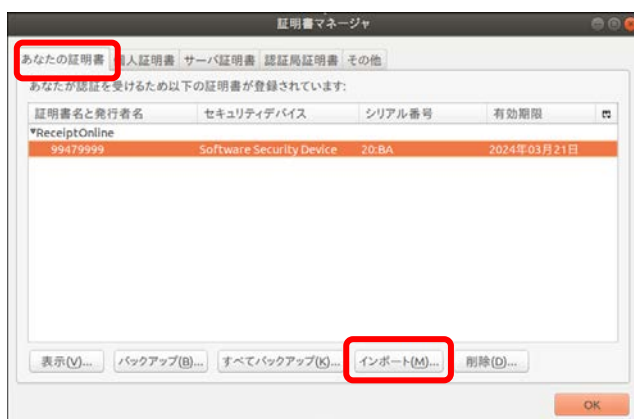 証明書マネージャ
あなたの証明書 個人証明書 サーバ証明書 認証局証明書 その他
あなたが認証を受けるため以下の証明書が登録されています:
証明書名と発行者名 セキュリティデバイス シリアル番号 有効期限
▾ReceiptOnline
99479999 Software Security Device 20:BA 2024年03月21日
表示(V)... バックアップ(B)... すべてバックアップ(K)... インポート(M)... 削除(D)...
OK